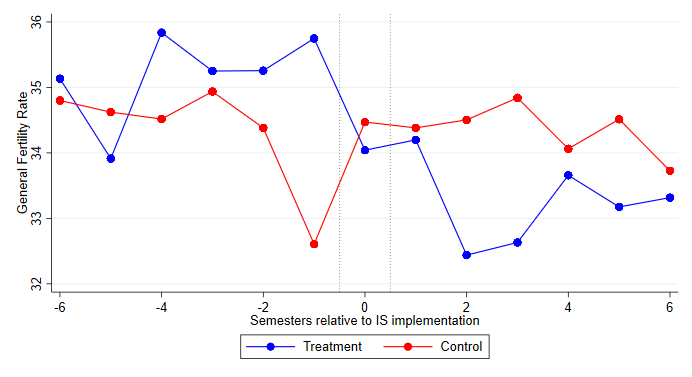 General Fertility Rate
36
35
34
33
32
-6 -4 -2 0 2 4 6
Semesters relative to IS implementation
Treatment Control